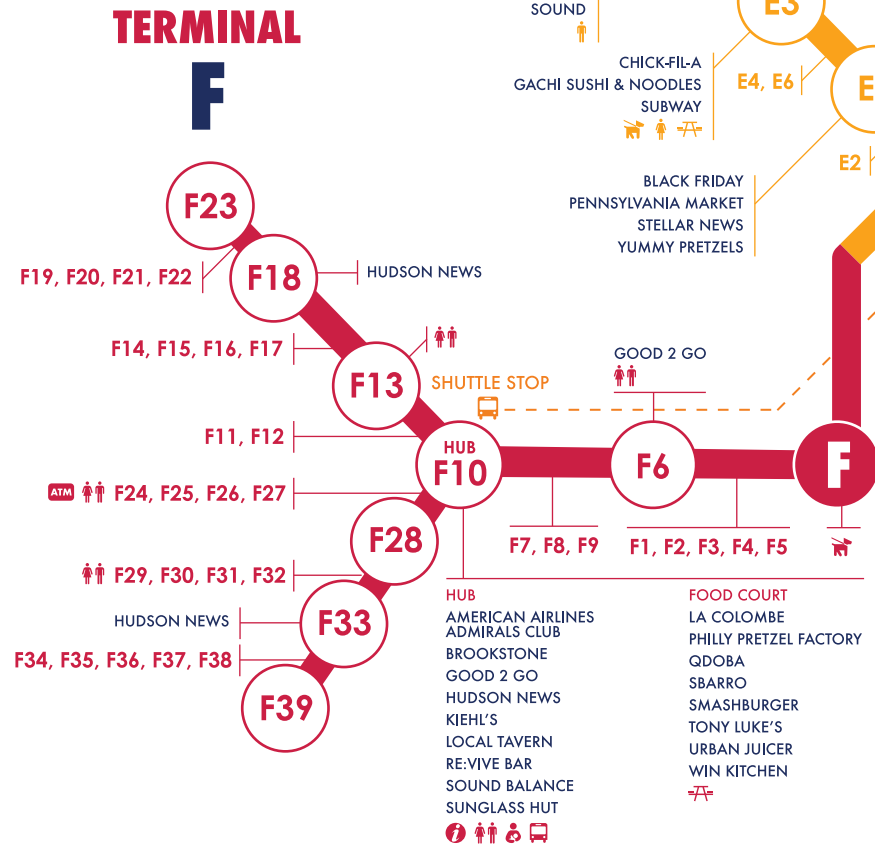 TERMINAL
F
SOUND
E3
CHICK-FIL-A
GACHI SUSHI & NOODLES
SUBWAY
E4, E6
E
E2
BLACK FRIDAY
PENNSYLVANIA MARKET
STELLAR NEWS
YUMMY PRETZELS
F23
F19, F20, F21, F22
F18
HUDSON NEWS
F14, F15, F16, F17
F13
SHUTTLE STOP
GOOD 2 GO
F11, F12
HUB
F10
F6
F
ATM
F24, F25, F26, F27
F28
F7, F8, F9
F1, F2, F3, F4, F5
F29, F30, F31, F32
HUDSON NEWS
F33
F34, F35, F36, F37, F38
F39
HUB
AMERICAN AIRLINES
ADMIRALS CLUB
BROOKSTONE
GOOD 2 GO
HUDSON NEWS
KIEHL'S
LOCAL TAVERN
RE:VIVE BAR
SOUND BALANCE
SUNGLASS HUT
i
FOOD COURT
LA COLOMBE
PHILLY PRETZEL FACTORY
QDOBA
SBARRO
SMASHBURGER
TONY LUKE'S
URBAN JUICER
WIN KITCHEN